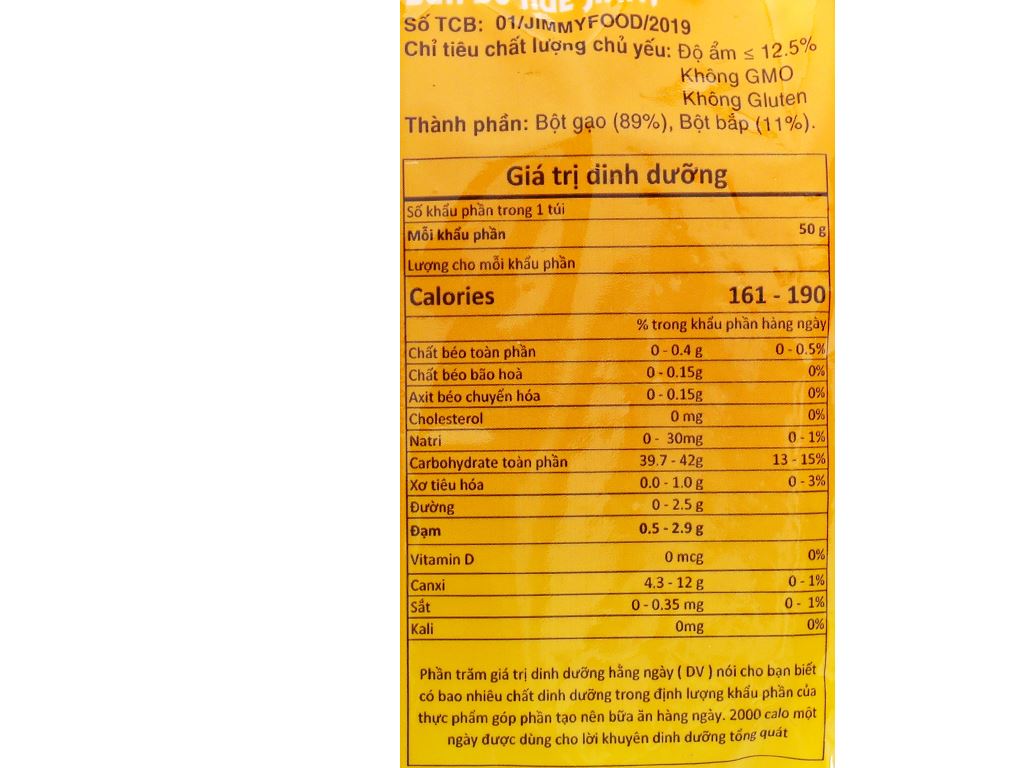 Số TCB: 01/JIMMYFOOD/2019
Chỉ tiêu chất lượng chủ yếu: Độ ẩm ≤ 12.5%
Không GMO
Không Gluten
Thành phần: Bột gạo (89%), Bột bắp (11%).
Giá trị dinh dưỡng
Số khẩu phần trong 1 túi
Mỗi khẩu phần 50 g
Lượng cho mỗi khẩu phần
Calories 161 - 190
% trong khẩu phần hàng ngày
Chất béo toàn phần 0 - 0.4 g 0 - 0.5%
Chất béo bão hoà 0 - 0.15g 0%
Axit béo chuyển hóa 0 - 0.15g 0%
Cholesterol 0 mg 0%
Natri 0 - 30mg 0 - 1%
Carbohydrate toàn phần 39.7 - 42g 13 - 15%
Xơ tiêu hóa 0.0 - 1.0 g 0 - 3%
Đường 0 - 2.5 g
Đạm 0.5 - 2.9 g
Vitamin D 0 mcg 0%
Canxi 4.3 - 12 g 0 - 1%
Sắt 0 - 0.35 mg 0 - 1%
Kali 0mg 0%
Phần trăm giá trị dinh dưỡng hằng ngày ( DV ) nói cho bạn biết
có bao nhiêu chất dinh dưỡng trong định lượng khẩu phần của
thực phẩm góp phần tạo nên bữa ăn hàng ngày. 2000 calo một
ngày được dùng cho lời khuyên dinh dưỡng tổng quát